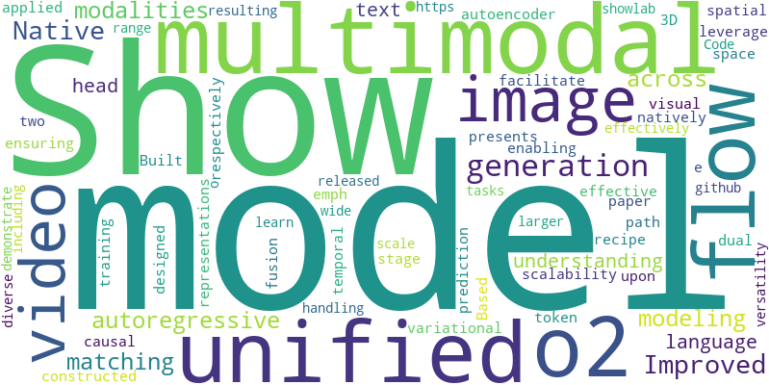 applied
resulting
multimodal
https
showlab
spatial
modalities
text
autoencoder
3D
leverage
Native
range
Code
space
Show
head
image
facilitate
across
visual
natively
two
respectively
effectively
ensuring
Built
presents
enabling
flow
generation
e
github
video
model
released
emph
wide
tasks
effective
paper
diverse
demonstrate
including
training
designed
representations
learn
fusion
temporal
scale
stage
prediction
Based
larger
path
recipe
dual
understanding
scalability
upon
versatility
handling
autoregressive
variational
token
modeling
causal
unified
o2
language
matching
Improved
constructed